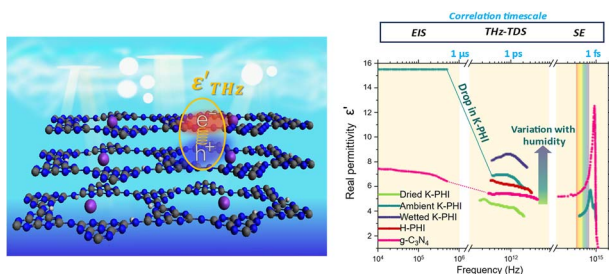 ε'THz
e-
h+
Correlation timescale
EIS
THz-TDS
SE
1 µs
1 ps
1 fs
16
14
12
10
8
6
4
2
Real permittivity ε'
Drop in K-PHI
Variation with
humidity
Dried K-PHI
Ambient K-PHI
Wetted K-PHI
H-PHI
g-C₃N₄
10⁴
10⁶
10¹²
10¹⁵
Frequency (Hz)